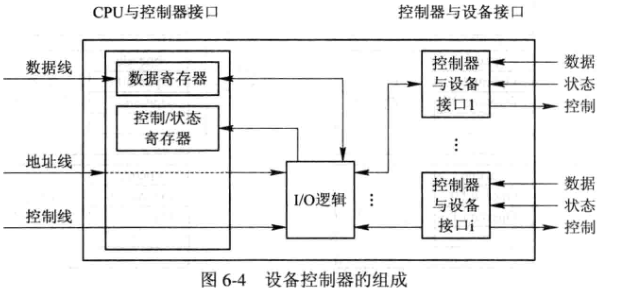 CPU与控制器接口
控制器与设备接口
数据线
数据寄存器
控制/状态
寄存器
地址线
控制线
I/O逻辑
控制器
与设备
接口1
数据
状态
控制
控制器
与设备
接口i
数据
状态
控制
图 6-4 设备控制器的组成